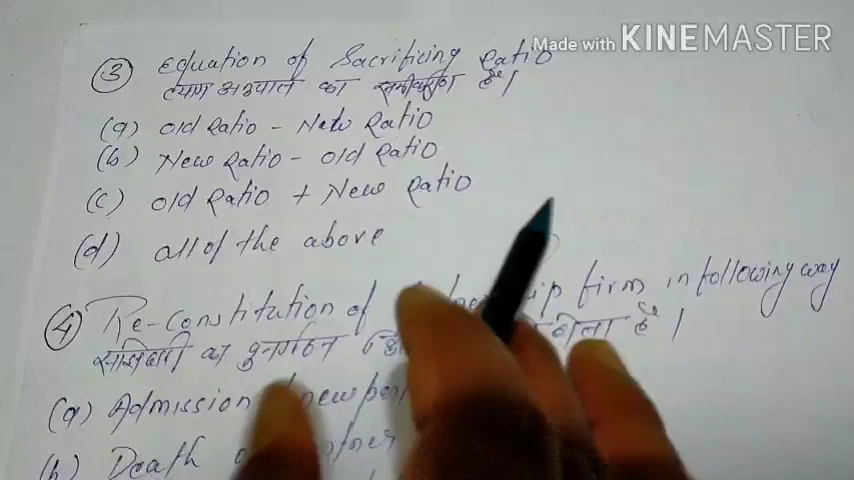 Made with KINEMASTER
(3) Equation of Sacrificing Ratio
त्याग अनुपात का समीकरण है।
(a) Old Ratio - New Ratio
(b) New Ratio - Old Ratio
(c) Old Ratio + New Ratio
(d) all of the above
(4) Re-constitution of firm in following way
साझेदारी का पुनर्गठन होता है।
(a) Admission new
(b) Death